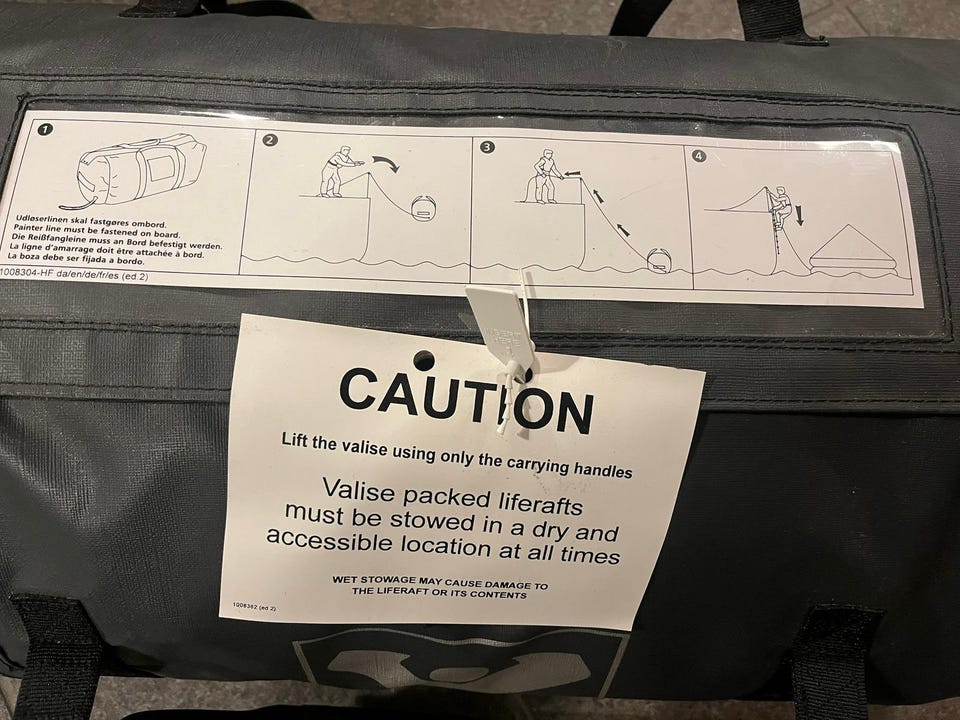 1
2
3
4
Udløserlinen skal fastgøres ombord.
Painter line must be fastened on board.
Die Reißfangleine muss an Bord befestigt werden.
La ligne d'amarrage doit être attachée à bord.
La boza debe ser fijada a bordo.
1008304-HF da/en/de/fr/es (ed.2)
CAUTION
Lift the valise using only the carrying handles
Valise packed liferafts
must be stowed in a dry and
accessible location at all times
WET STOWAGE MAY CAUSE DAMAGE TO
THE LIFERAFT OR ITS CONTENTS
1008362 (ed 2)